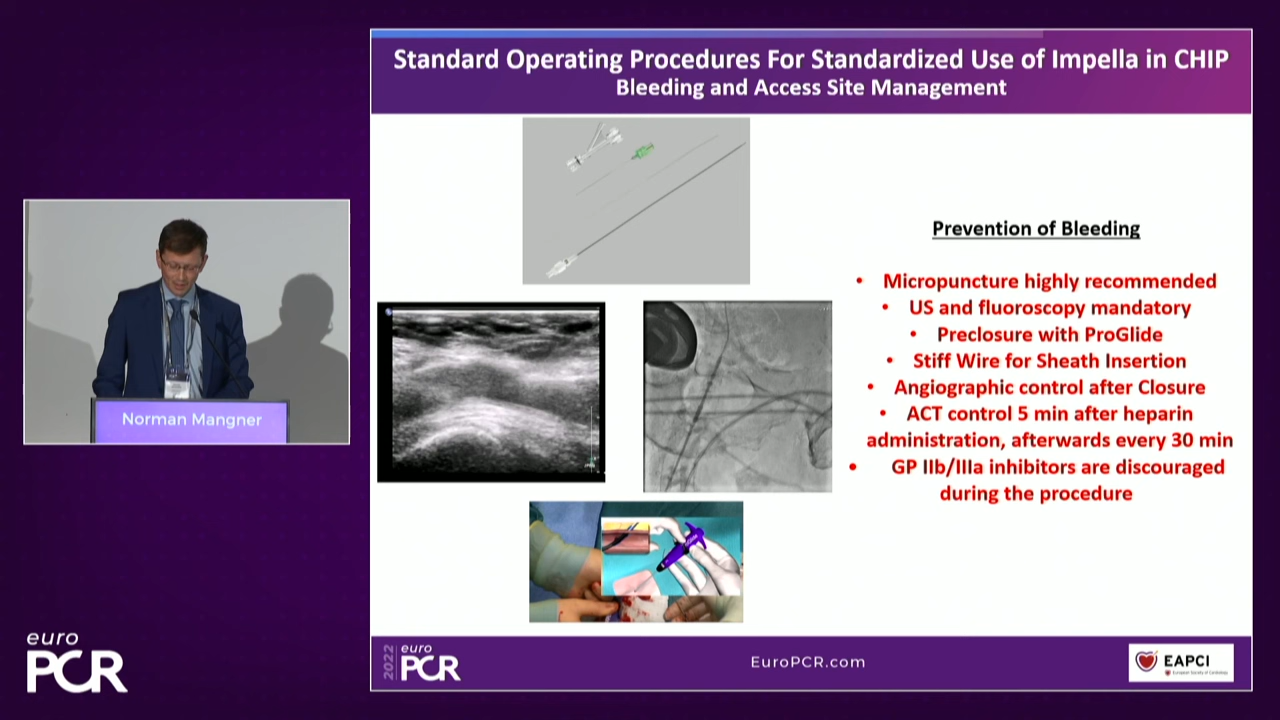 Standard Operating Procedures For Standardized Use of Impella in CHIP
Bleeding and Access Site Management
Prevention of Bleeding
• Micropuncture highly recommended
• US and fluoroscopy mandatory
• Preclosure with ProGlide
• Stiff Wire for Sheath Insertion
• Angiographic control after Closure
• ACT control 5 min after heparin
administration, afterwards every 30 min
• GP IIb/IIIa inhibitors are discouraged
during the procedure
Norman Mangner
euro
PCR
2022
euro
PCR
EuroPCR.com
EAPCI